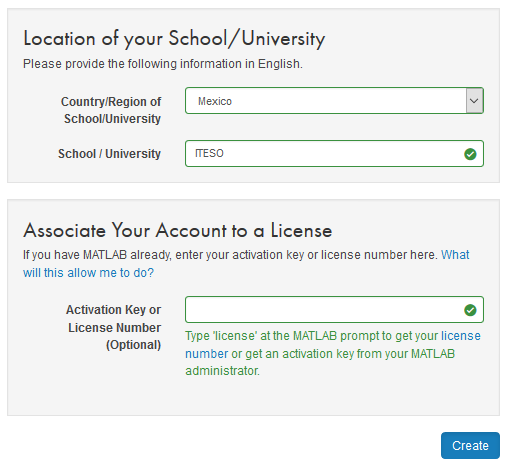 Location of your School/University
Please provide the following information in English.
Country/Region of
School/University
Mexico
School / University
ITESO
Associate Your Account to a License
If you have MATLAB already, enter your activation key or license number here. What
will this allow me to do?
Activation Key or
License Number
(Optional)
Type 'license' at the MATLAB prompt to get your license
number or get an activation key from your MATLAB
administrator.
Create